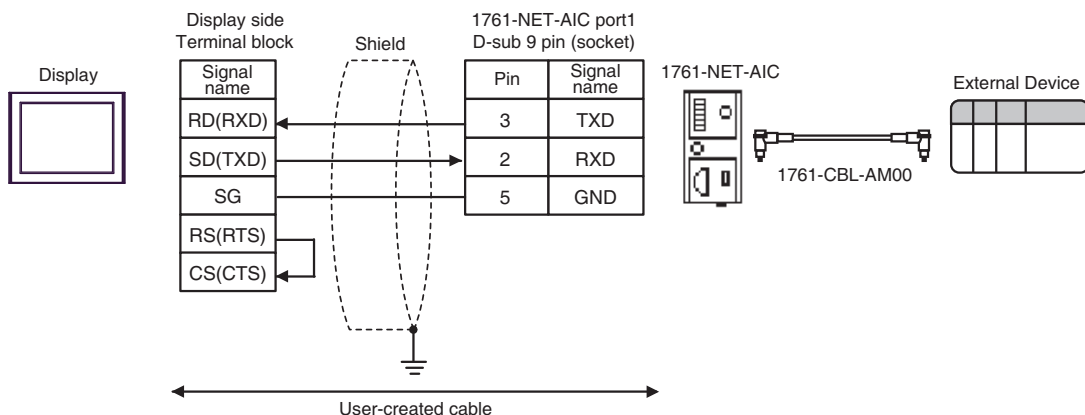 Display side
Terminal block
Shield
1761-NET-AIC port1
D-sub 9 pin (socket)
Display
Signal
name
Pin
Signal
name
1761-NET-AIC
External Device
RD(RXD)
3
TXD
SD(TXD)
2
RXD
1761-CBL-AM00
SG
5
GND
RS(RTS)
CS(CTS)
User-created cable